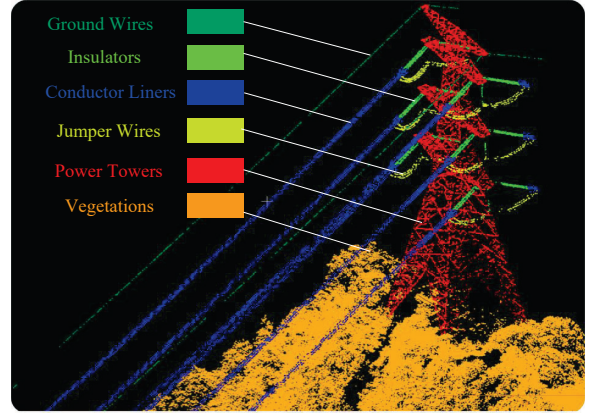 Ground Wires
Insulators
Conductor Liners
Jumper Wires
Power Towers
Vegetations